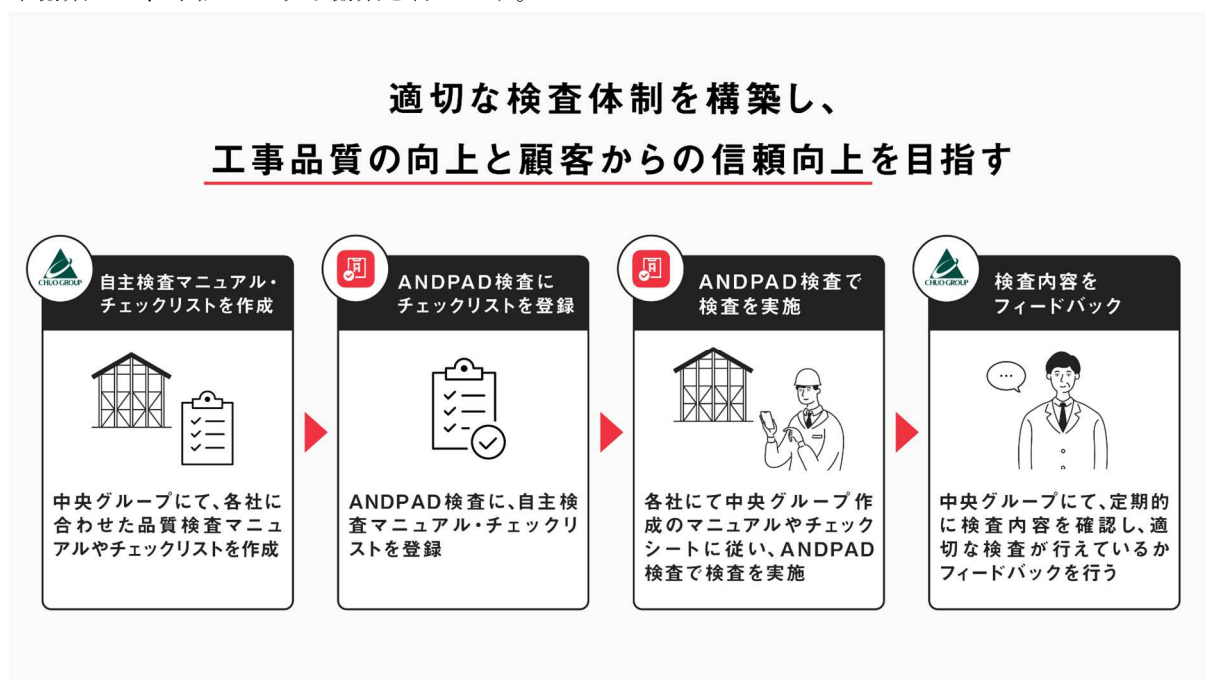 適切な検査体制を構築し、
工事品質の向上と顧客からの信頼向上を目指す
CHUO GROUP
自主検査マニュアル・
チェックリストを作成
中央グループにて、各社に
合わせた品質検査マニュ
アルやチェックリストを作成
ANDPAD検査に
チェックリストを登録
ANDPAD検査に、自主検
査マニュアル・チェックリ
ストを登録
ANDPAD検査で
検査を実施
各社にて中央グループ作
成のマニュアルやチェック
シートに従い、ANDPAD
検査で検査を実施
CHUO GROUP
検査内容を
フィードバック
中央グループにて、定期的
に検査内容を確認し、適
切な検査が行えているか
フィードバックを行う